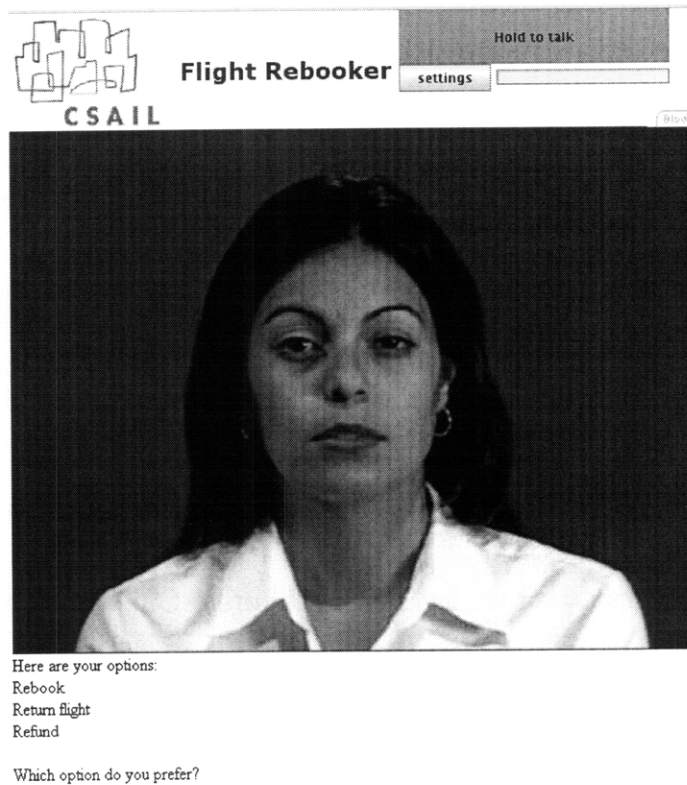 CSAIL
Flight Rebooker
Hold to talk
settings
Here are your options:
Rebook
Return flight
Refund
Which option do you prefer?